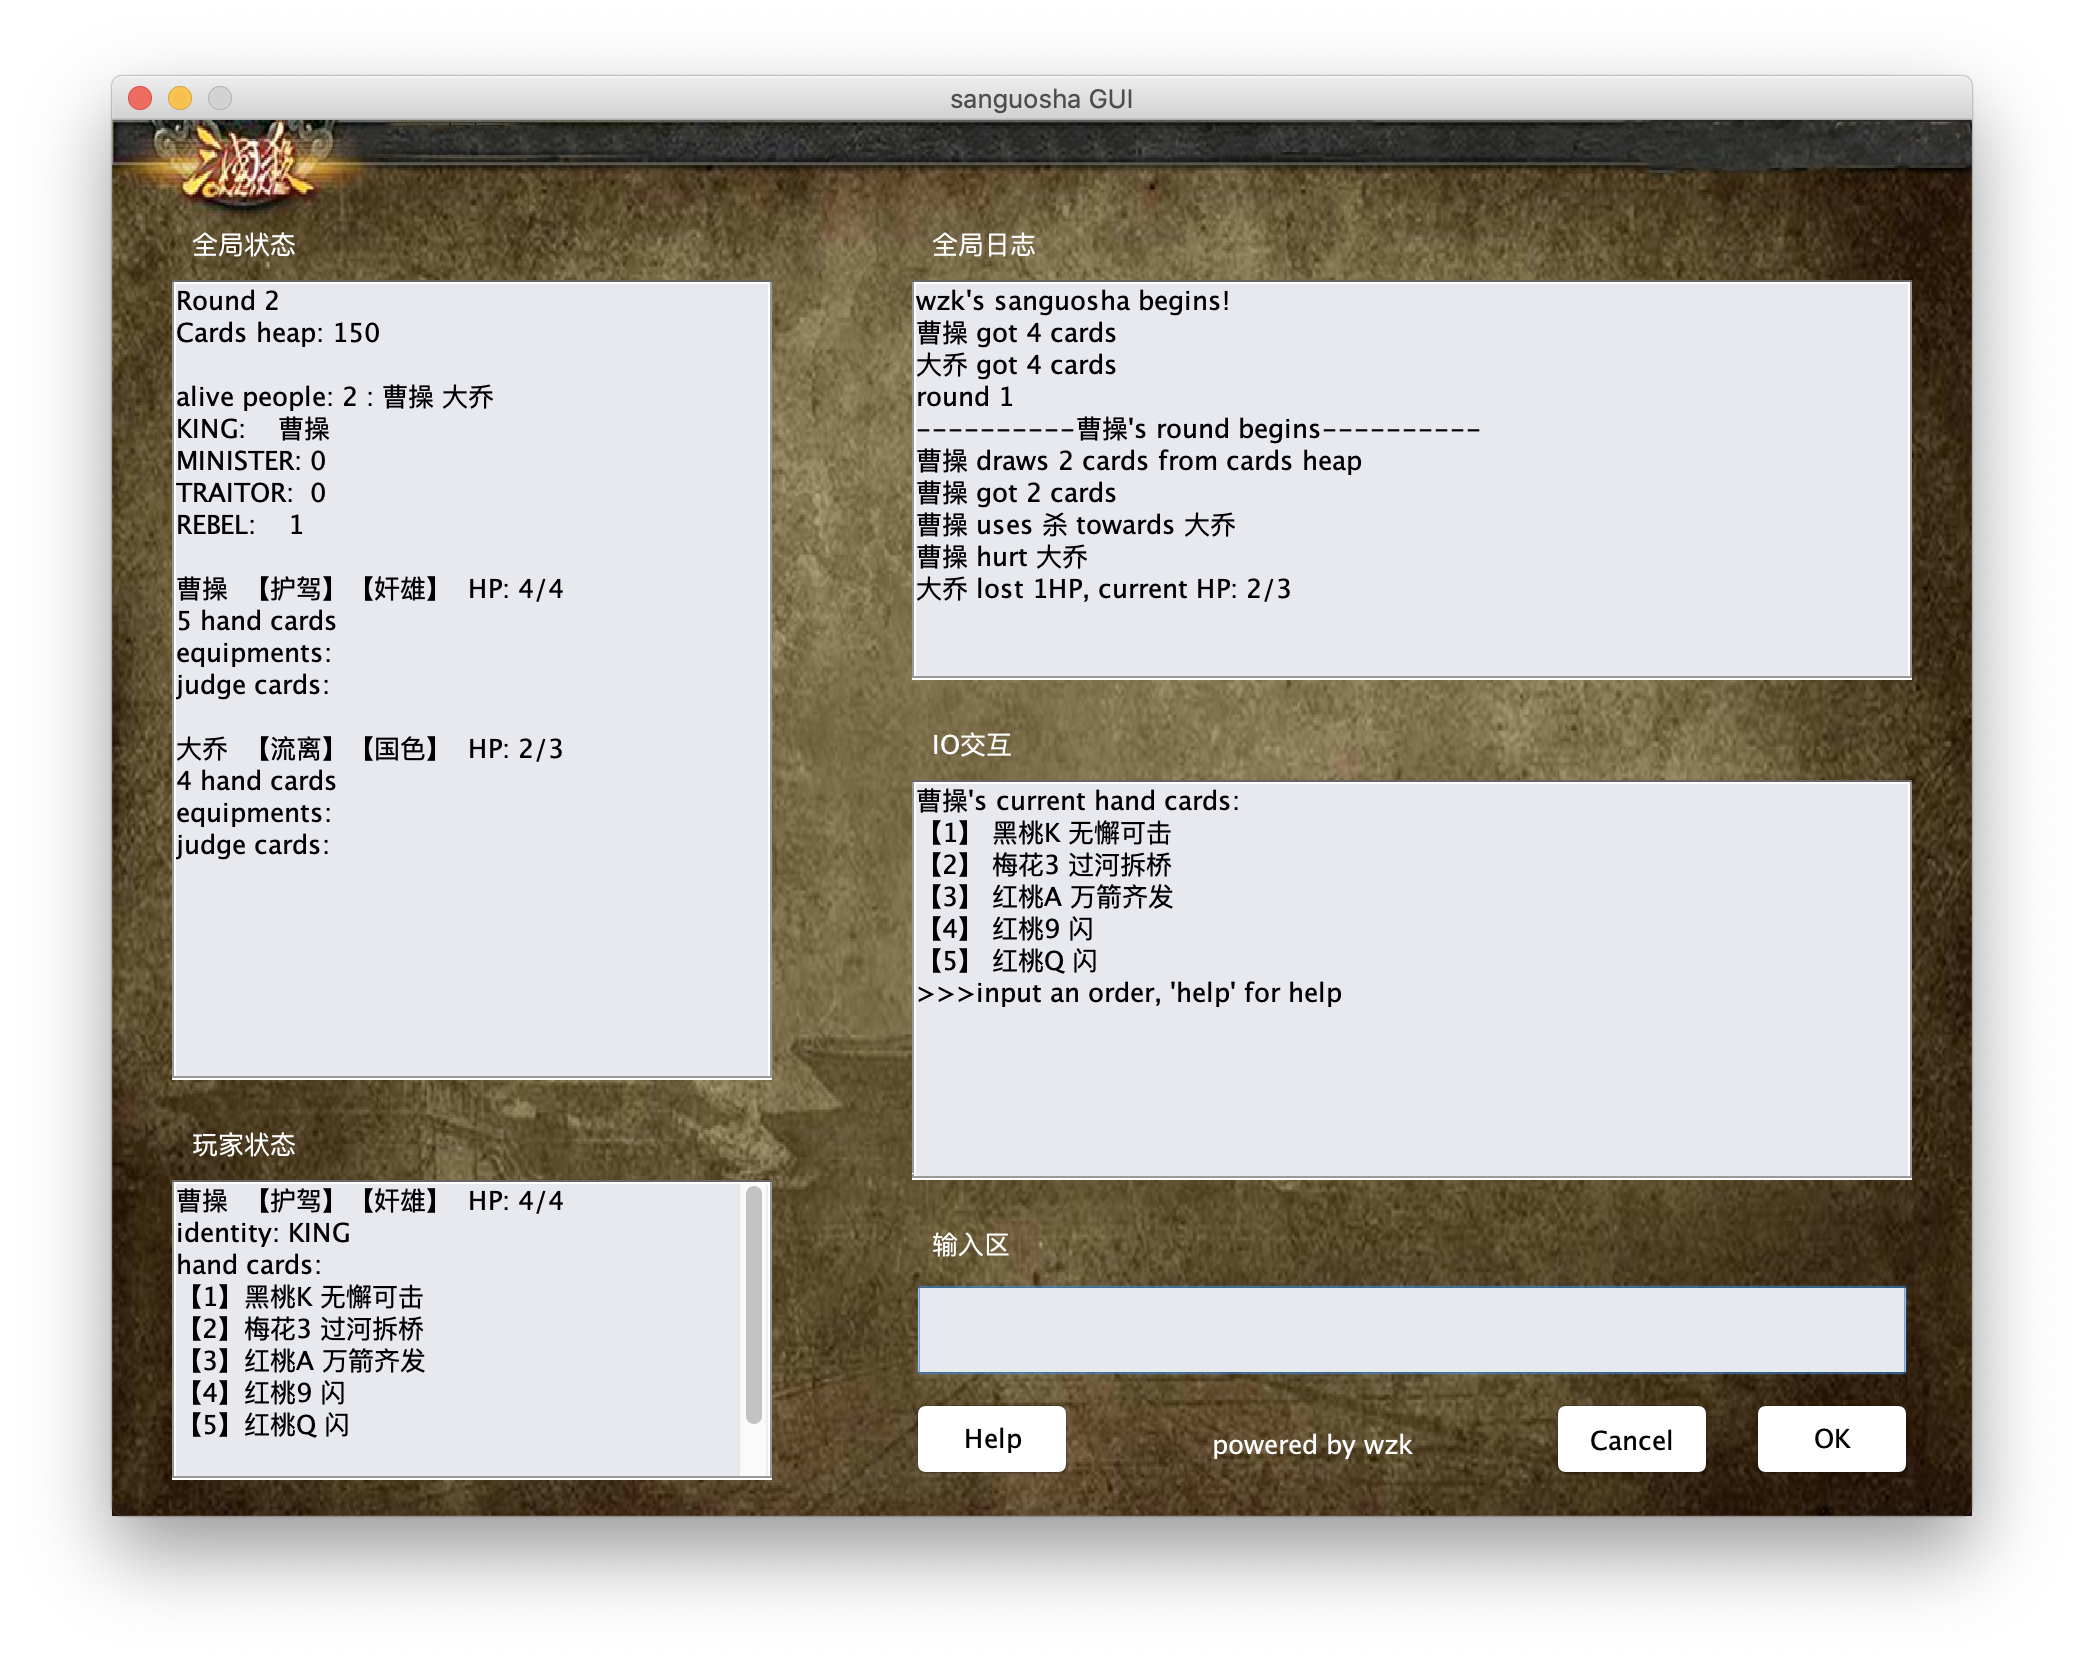 sanguosha GUI
三国杀
全局状态
Round 2
Cards heap: 150
alive people: 2 : 曹操 大乔
KING: 曹操
MINISTER: 0
TRAITOR: 0
REBEL: 1
曹操 【护驾】【奸雄】 HP: 4/4
5 hand cards
equipments:
judge cards:
大乔 【流离】【国色】 HP: 2/3
4 hand cards
equipments:
judge cards:
玩家状态
曹操 【护驾】【奸雄】 HP: 4/4
identity: KING
hand cards:
【1】黑桃K 无懈可击
【2】梅花3 过河拆桥
【3】红桃A 万箭齐发
【4】红桃9 闪
【5】红桃Q 闪
全局日志
wzk's sanguosha begins!
曹操 got 4 cards
大乔 got 4 cards
round 1
----------曹操's round begins----------
曹操 draws 2 cards from cards heap
曹操 got 2 cards
曹操 uses 杀 towards 大乔
曹操 hurt 大乔
大乔 lost 1HP, current HP: 2/3
IO交互
曹操's current hand cards:
【1】 黑桃K 无懈可击
【2】 梅花3 过河拆桥
【3】 红桃A 万箭齐发
【4】 红桃9 闪
【5】 红桃Q 闪
>>>input an order, 'help' for help
输入区
Help
powered by wzk
Cancel
OK